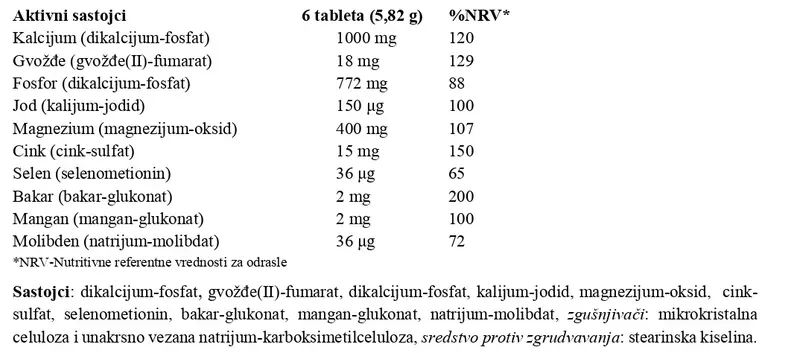 Aktivni sastojci 6 tableta (5,82 g) %NRV*
Kalcijum (dikalcijum-fosfat) 1000 mg 120
Gvožđe (gvožđe(II)-fumarat) 18 mg 129
Fosfor (dikalcijum-fosfat) 772 mg 88
Jod (kalijum-jodid) 150 µg 100
Magnezium (magnezijum-oksid) 400 mg 107
Cink (cink-sulfat) 15 mg 150
Selen (selenometionin) 36 µg 65
Bakar (bakar-glukonat) 2 mg 200
Mangan (mangan-glukonat) 2 mg 100
Molibden (natrijum-molibdat) 36 µg 72
*NRV-Nutritivne referentne vrednosti za odrasle
Sastojci: dikalcijum-fosfat, gvožđe(II)-fumarat, dikalcijum-fosfat, kalijum-jodid, magnezijum-oksid, cink-
sulfat, selenometionin, bakar-glukonat, mangan-glukonat, natrijum-molibdat, zgušnjivači: mikrokristalna
celuloza i unakrsno vezana natrijum-karboksimetilceluloza, sredstvo protiv zgrudvavanja: stearinska kiselina.